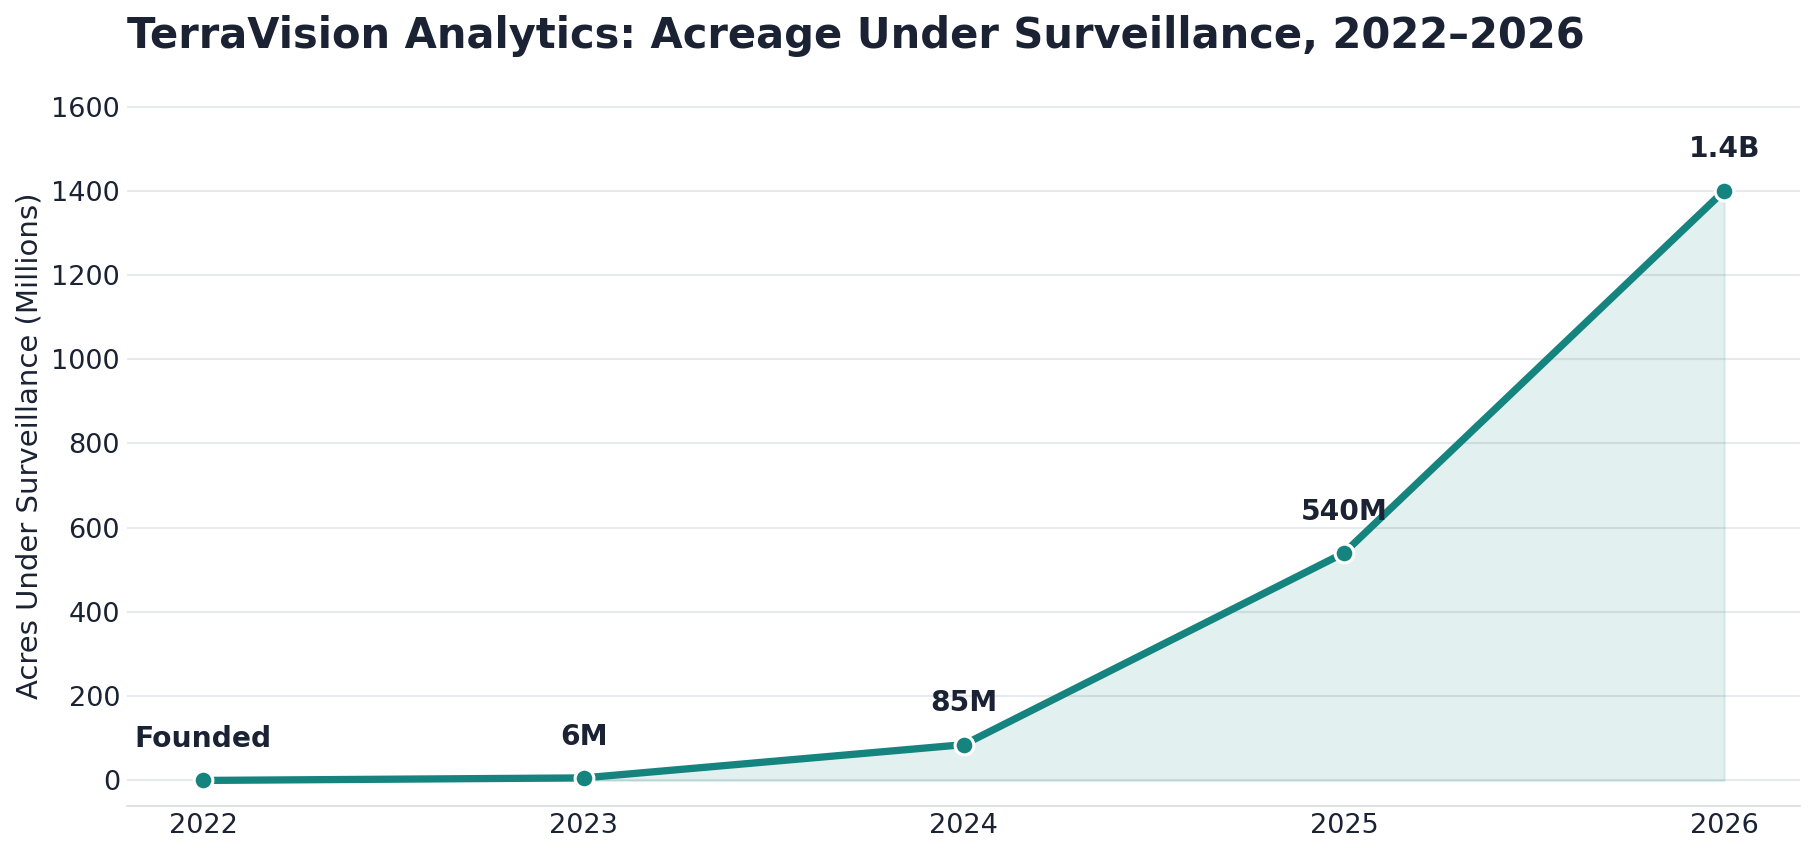 TerraVision Analytics: Acreage Under Surveillance, 2022–2026
Acres Under Surveillance (Millions)
1600
1400
1200
1000
800
600
400
200
0
Founded
6M
85M
540M
1.4B
2022
2023
2024
2025
2026